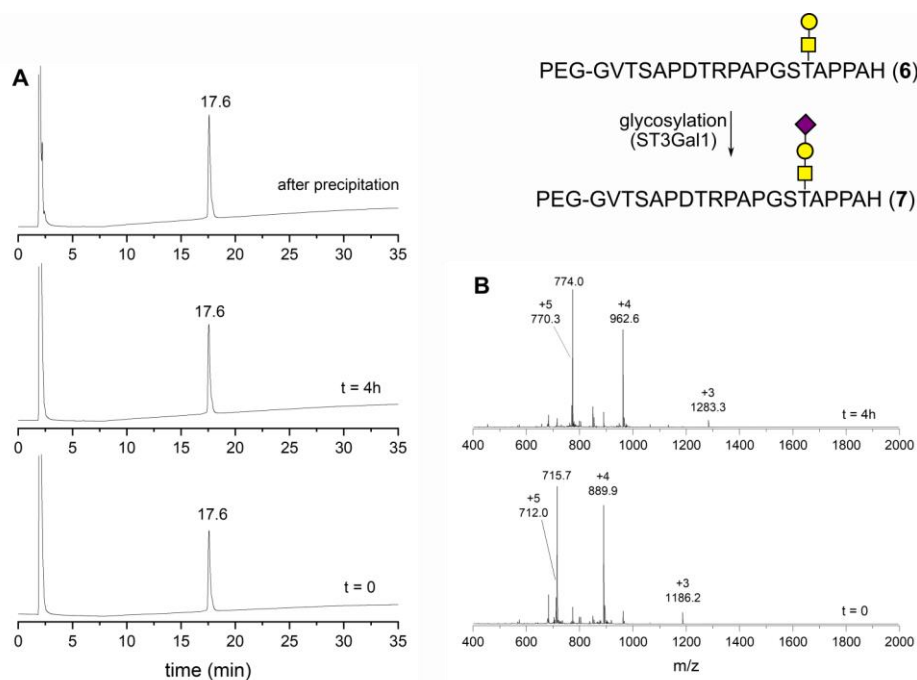 A
17.6
after precipitation
0 5 10 15 20 25 30 35
17.6
t = 4h
0 5 10 15 20 25 30 35
17.6
t = 0
0 5 10 15 20 25 30 35
time (min)
PEG-GVTSAPDTRPAPGSTAPPAH (6)
glycosylation
(ST3Gal1)
PEG-GVTSAPDTRPAPGSTAPPAH (7)
B
774.0
+5
770.3
+4
962.6
+3
1283.3
t = 4h
400 600 800 1000 1200 1400 1600 1800 2000
715.7
+5
712.0
+4
889.9
+3
1186.2
t = 0
400 600 800 1000 1200 1400 1600 1800 2000
m/z